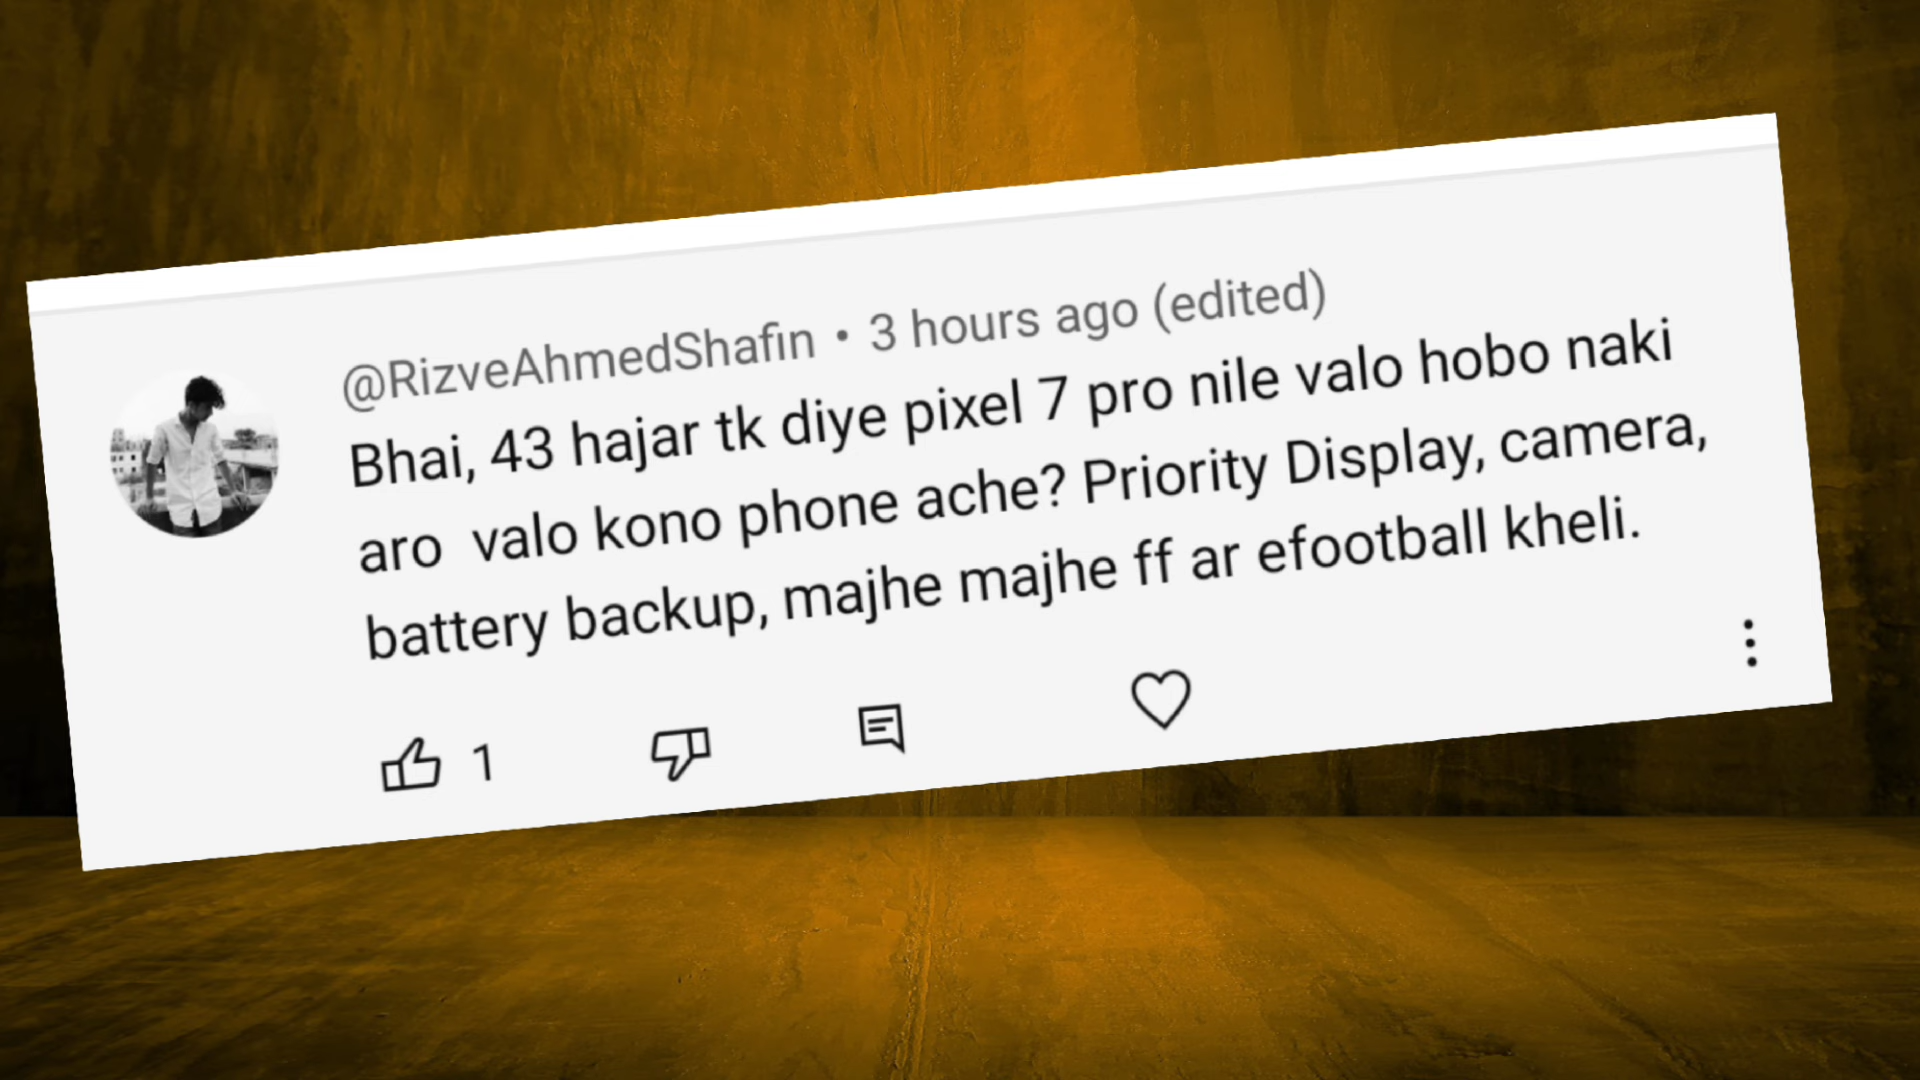 @RizveAhmedShafin • 3 hours ago (edited)
Bhai, 43 hajar tk diye pixel 7 pro nile valo hobo naki
aro  valo kono phone ache? Priority Display, camera,
battery backup, majhe majhe ff ar efootball kheli.
1